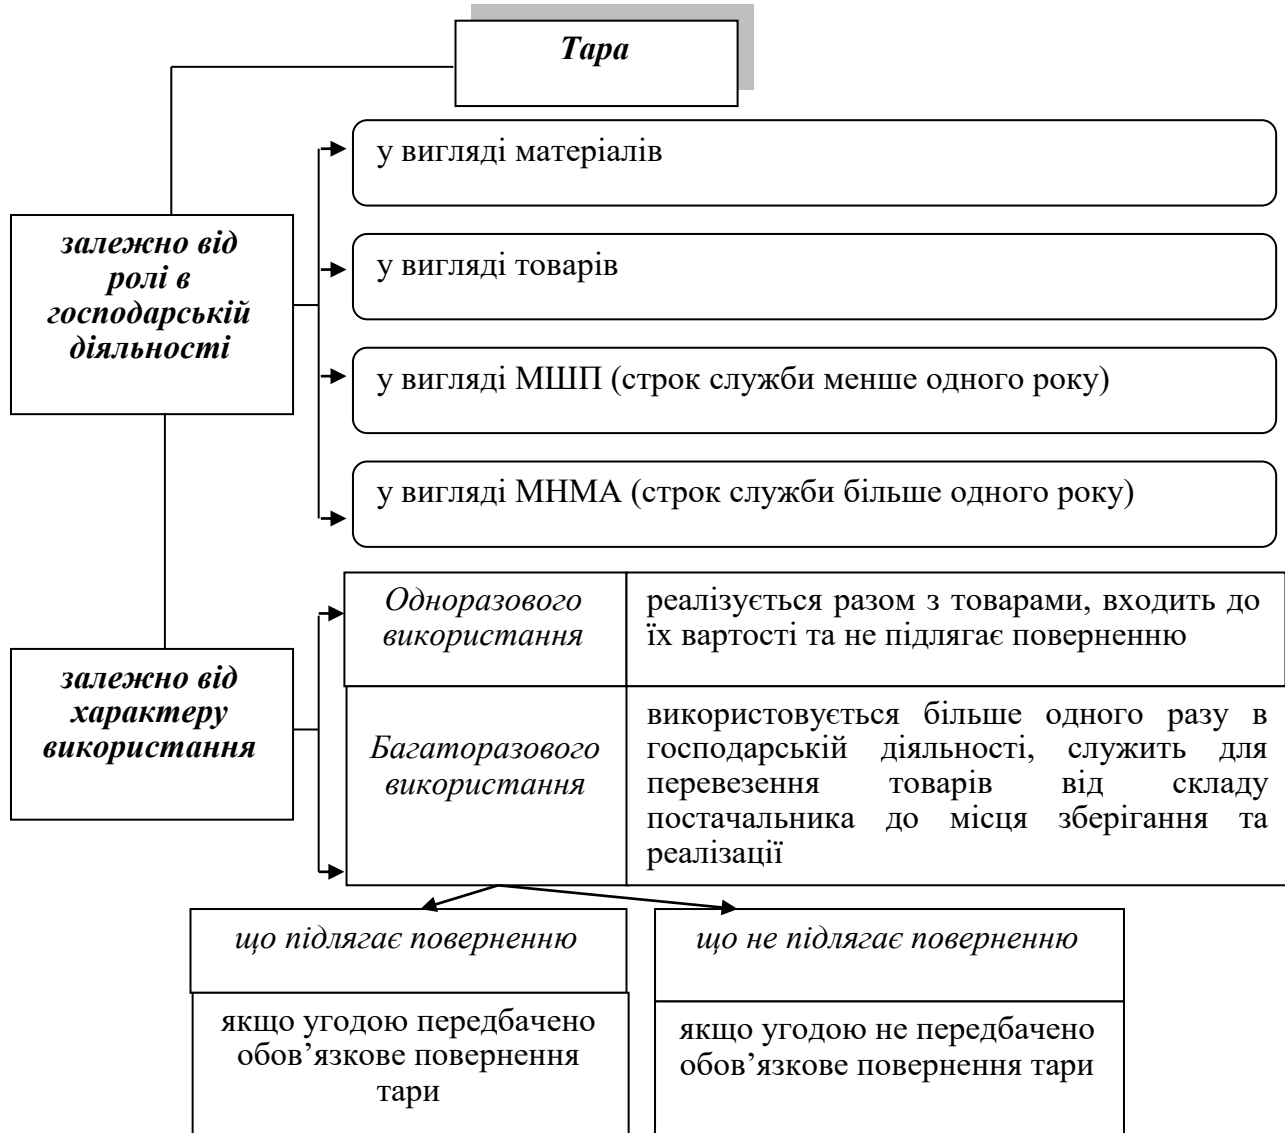 Тара
у вигляді матеріалів
залежно від
ролі в
господарській
діяльності
у вигляді товарів
у вигляді МШП (строк служби менше одного року)
у вигляді МНМА (строк служби більше одного року)
Одноразового
використання
реалізується разом з товарами, входить до
їх вартості та не підлягає поверненню
залежно від
характеру
використання
Багаторазового
використання
використовується більше одного разу в
господарській діяльності, служить для
перевезення товарів від складу
постачальника до місця зберігання та
реалізації
що підлягає поверненню
що не підлягає поверненню
якщо угодою передбачено
обов’язкове повернення
тари
якщо угодою не передбачено
обов’язкове повернення тари